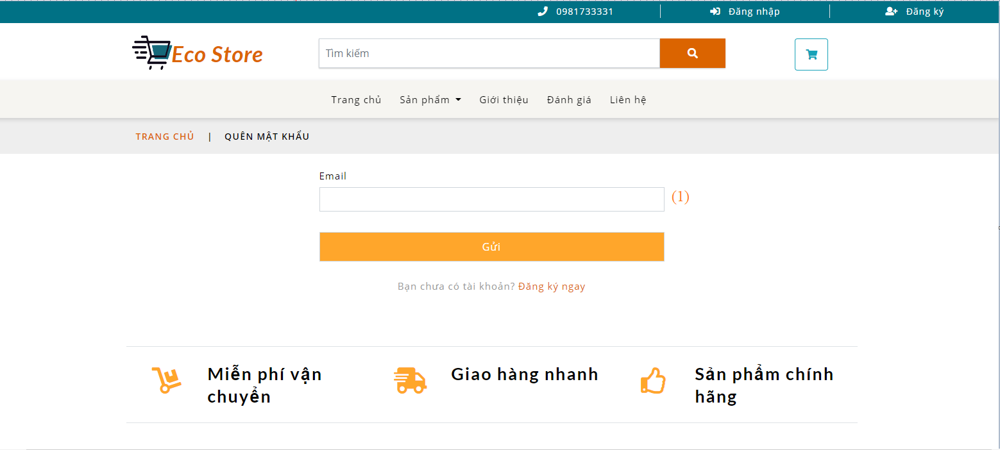 0981733331 Đăng nhập Đăng ký
Eco Store Tìm kiếm
Trang chủ Sản phẩm Giới thiệu Đánh giá Liên hệ
TRANG CHỦ | QUÊN MẬT KHẨU
Email
(1)
Gửi
Bạn chưa có tài khoản? Đăng ký ngay
Miễn phí vận
chuyển
Giao hàng nhanh
Sản phẩm chính
hãng